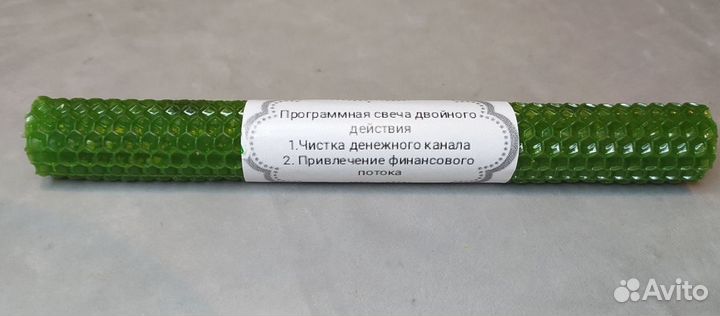 Программная свеча двойного
действия
1.Чистка денежного канала
2. Привлечение финансового
потока
Avito